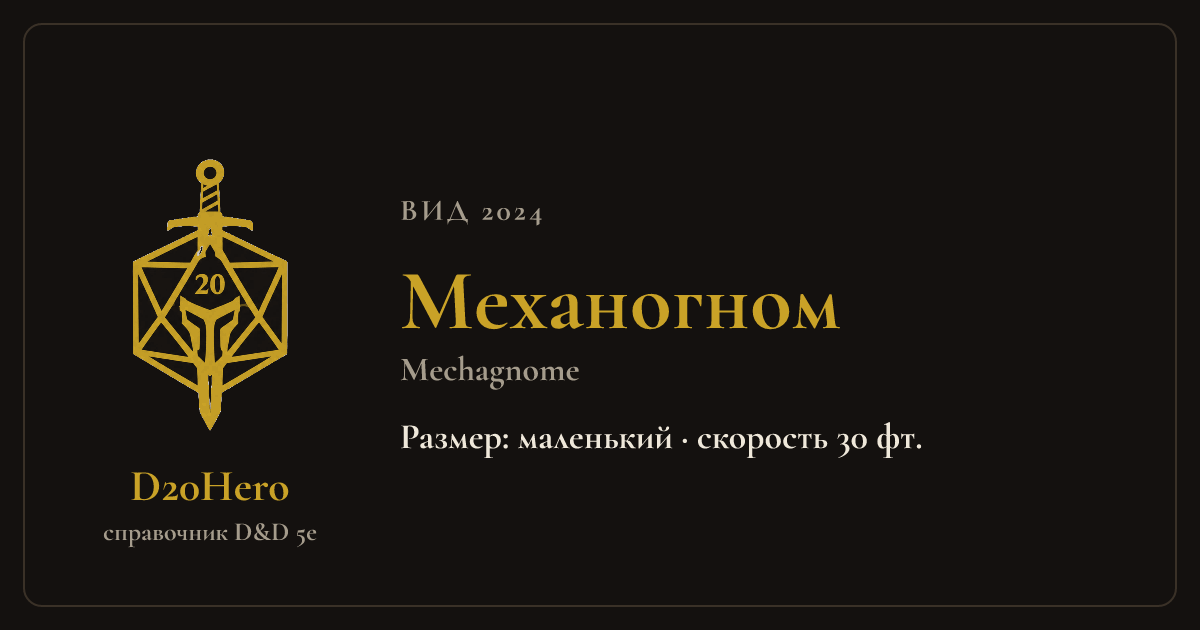 20
D20Hero
справочник D&D 5e
ВИД 2024
Механогном
Mechagnome
Размер: маленький · скорость 30 фт.